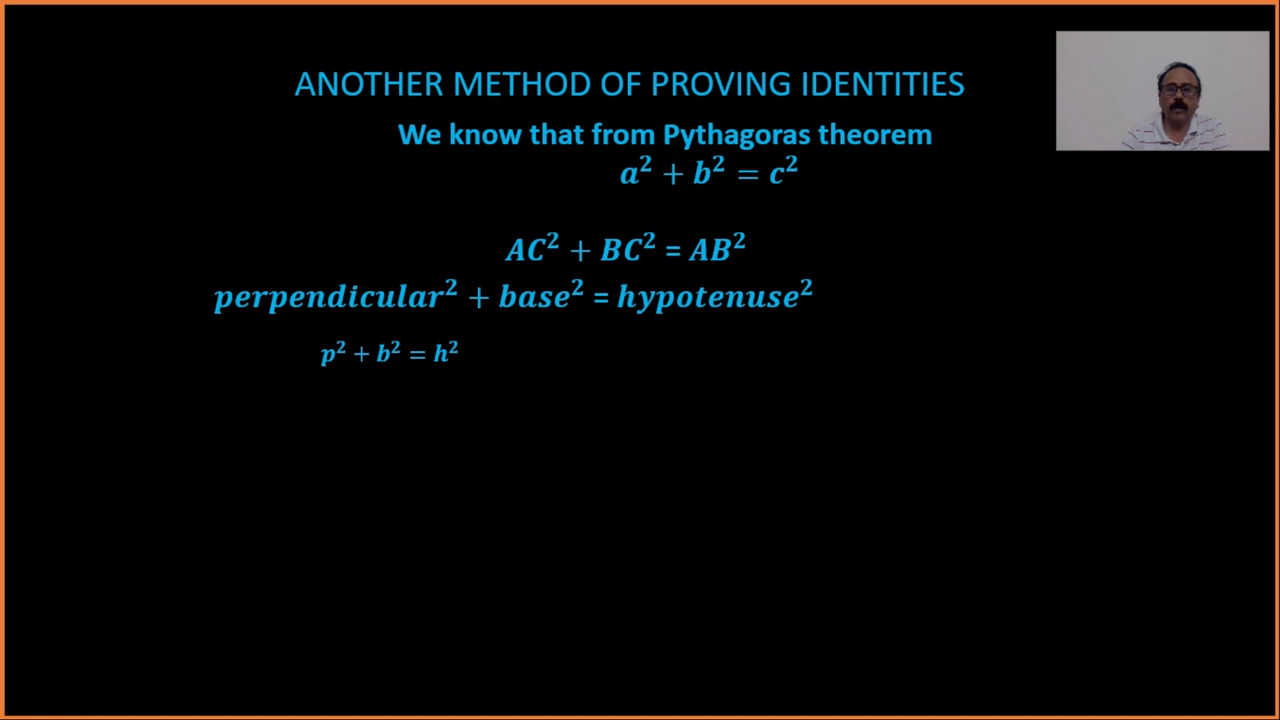 ANOTHER METHOD OF PROVING IDENTITIES
We know that from Pythagoras theorem
a² + b² = c²
AC² + BC² = AB²
perpendicular² + base² = hypotenuse²
p² + b² = h²